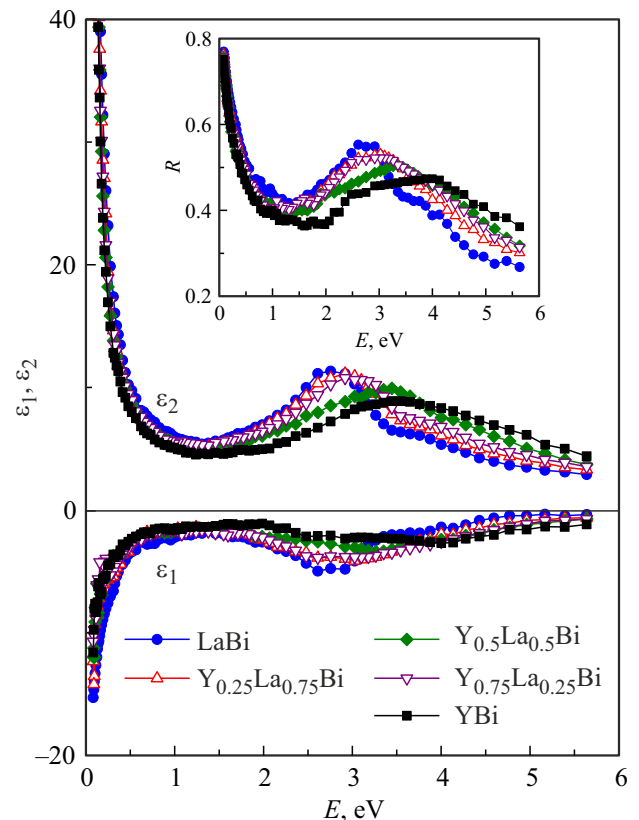 40
20
0
−20
ε₁, ε₂
0.8
0.6
0.4
0.2
R
0 1 2 3 4 5 6
E, eV
ε₂
ε₁
LaBi
Y₀.₅La₀.₅Bi
Y₀.₂₅La₀.₇₅Bi
Y₀.₇₅La₀.₂₅Bi
YBi
0 1 2 3 4 5 6
E, eV